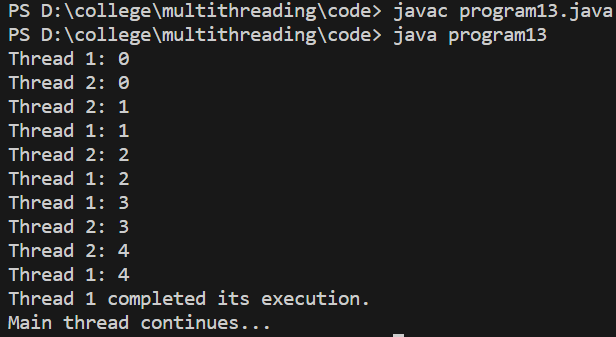 PS D:\college\multithreading\code> javac program13.java
PS D:\college\multithreading\code> java program13
Thread 1: 0
Thread 2: 0
Thread 2: 1
Thread 1: 1
Thread 2: 2
Thread 1: 2
Thread 1: 3
Thread 2: 3
Thread 2: 4
Thread 1: 4
Thread 1 completed its execution.
Main thread continues...